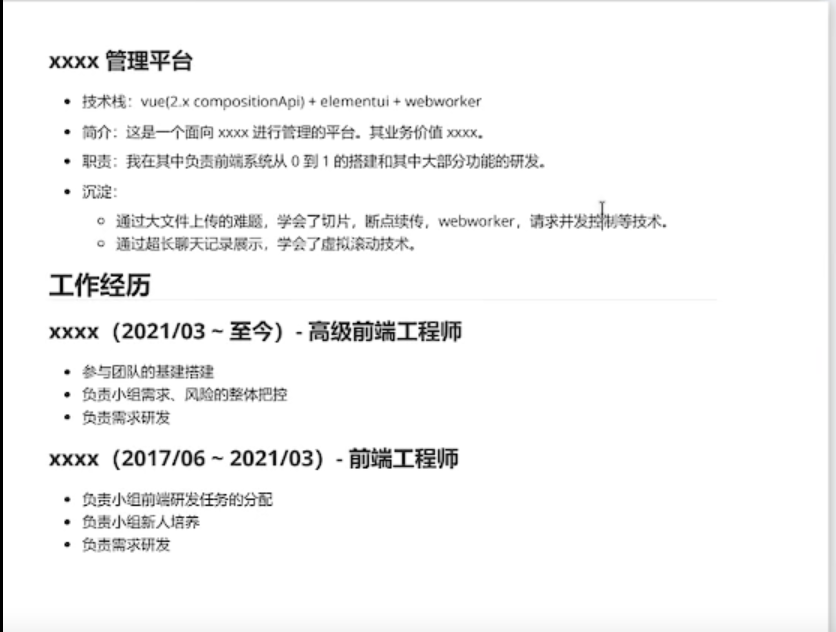 xxxx 管理平台
技术栈：vue(2.x compositionApi) + elementui + webworker
简介：这是一个面向 xxxx 进行管理的平台。其业务价值 xxxx。
职责：我在其中负责前端系统从 0 到 1 的搭建和其中大部分功能的研发。
沉淀：
通过大文件上传的难题，学会了切片，断点续传，webworker，请求并发控制等技术。
通过超长聊天记录展示，学会了虚拟滚动技术。
工作经历
xxxx（2021/03 ~ 至今）- 高级前端工程师
参与团队的基建搭建
负责小组需求、风险的整体把控
负责需求研发
xxxx（2017/06 ~ 2021/03）- 前端工程师
负责小组前端研发任务的分配
负责小组新人培养
负责需求研发